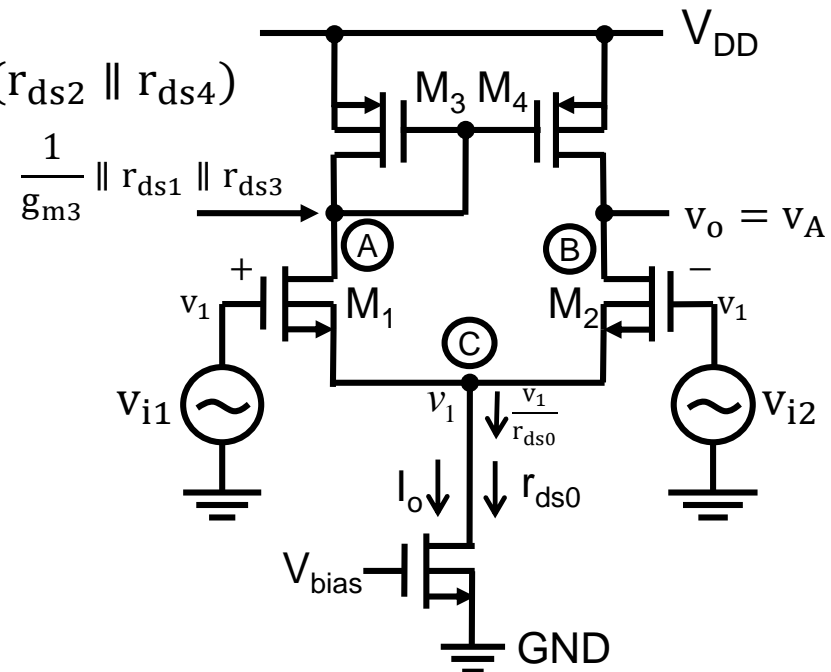 V_DD
(r_ds2 ∥ r_ds4)
M_3 M_4
1/g_m3 ∥ r_ds1 ∥ r_ds3
A
B
v_o = v_A
+
−
v_1
M_1
M_2
v_1
C
v_i1
v_1
v_1/r_ds0
v_i2
I_o
r_ds0
V_bias
GND